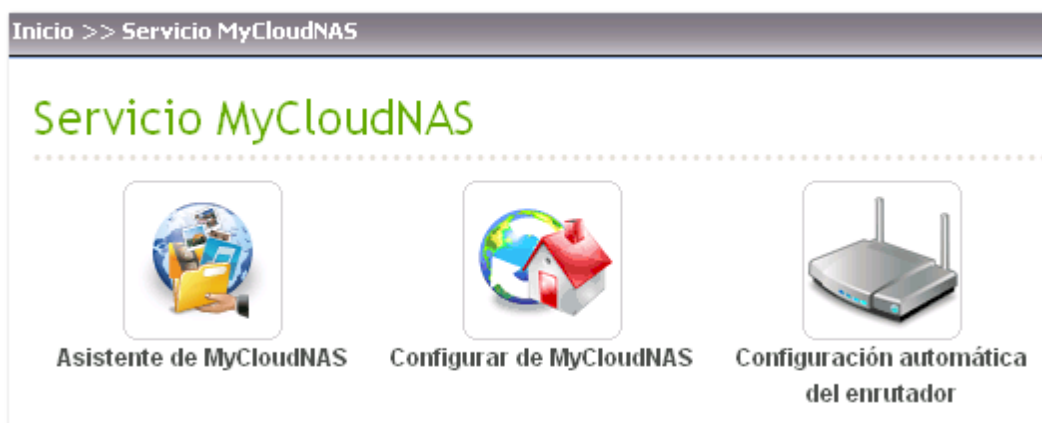 Inicio >> Servicio MyCloudNAS
Servicio MyCloudNAS
Asistente de MyCloudNAS
Configurar de MyCloudNAS
Configuración automática
del enrutador